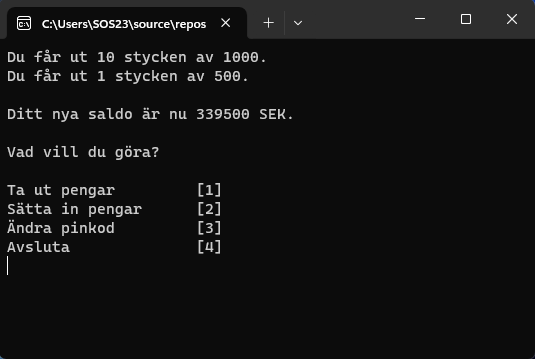 C:\Users\SOS23\source\repos
Du får ut 10 stycken av 1000.
Du får ut 1 stycken av 500.
Ditt nya saldo är nu 339500 SEK.
Vad vill du göra?
Ta ut pengar [1]
Sätta in pengar [2]
Ändra pinkod [3]
Avsluta [4]